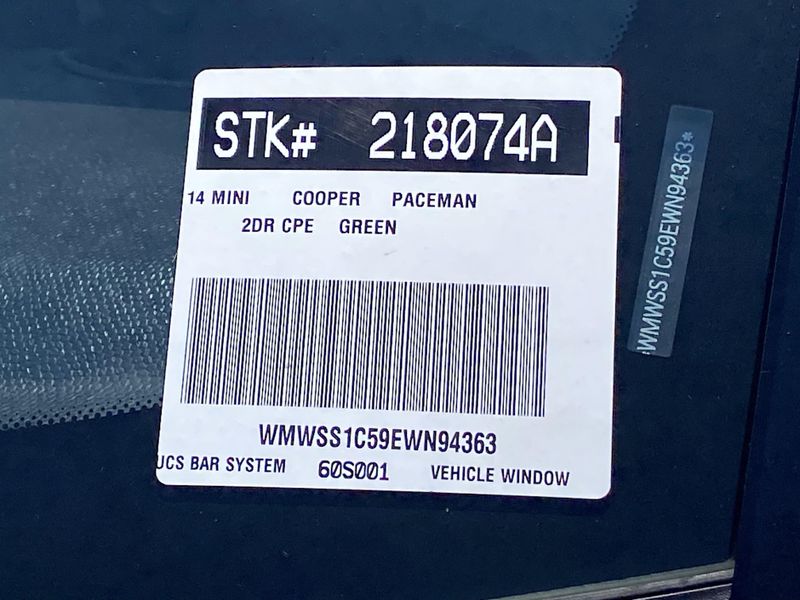 STK# 218074A
14 MINI COOPER PACEMAN
2DR CPE GREEN
WMWSS1C59EWN94363
UCS BAR SYSTEM 60S001 VEHICLE WINDOW
*WMWSS1C59EWN94363*